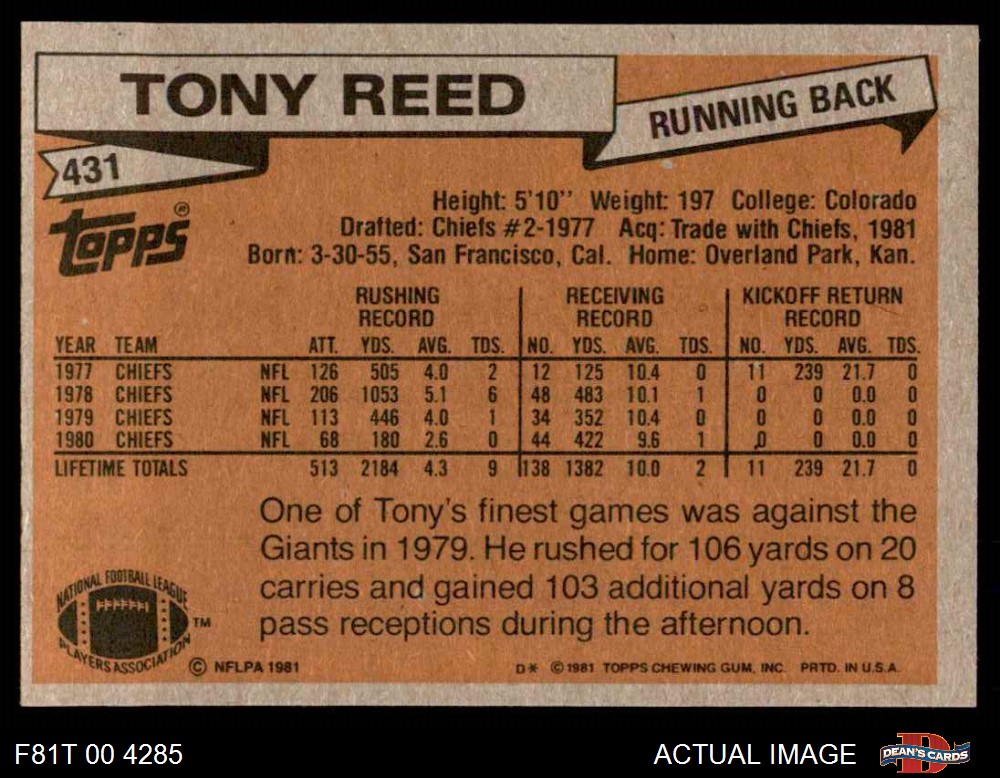 TONY REED
RUNNING BACK
431
topps®
Height: 5'10'' Weight: 197 College: Colorado
Drafted: Chiefs #2-1977 Acq: Trade with Chiefs, 1981
Born: 3-30-55, San Francisco, Cal. Home: Overland Park, Kan.
RUSHING RECORD RECEIVING RECORD KICKOFF RETURN RECORD
YEAR TEAM ATT. YDS. AVG. TDS. NO. YDS. AVG. TDS. NO. YDS. AVG. TDS.
1977 CHIEFS NFL 126 505 4.0 2 12 125 10.4 0 11 239 21.7 0
1978 CHIEFS NFL 206 1053 5.1 6 48 483 10.1 1 0 0 0.0 0
1979 CHIEFS NFL 113 446 4.0 1 34 352 10.4 0 0 0 0.0 0
1980 CHIEFS NFL 68 180 2.6 0 44 422 9.6 1 0 0 0.0 0
LIFETIME TOTALS 513 2184 4.3 9 138 1382 10.0 2 11 239 21.7 0
One of Tony's finest games was against the
Giants in 1979. He rushed for 106 yards on 20
carries and gained 103 additional yards on 8
pass receptions during the afternoon.
NATIONAL FOOTBALL LEAGUE
PLAYERS ASSOCIATION
TM
© NFLPA 1981
D* © 1981 TOPPS CHEWING GUM, INC. PRTD. IN U.S.A.
F81T 00 4285
ACTUAL IMAGE
D
DEAN'S CARDS